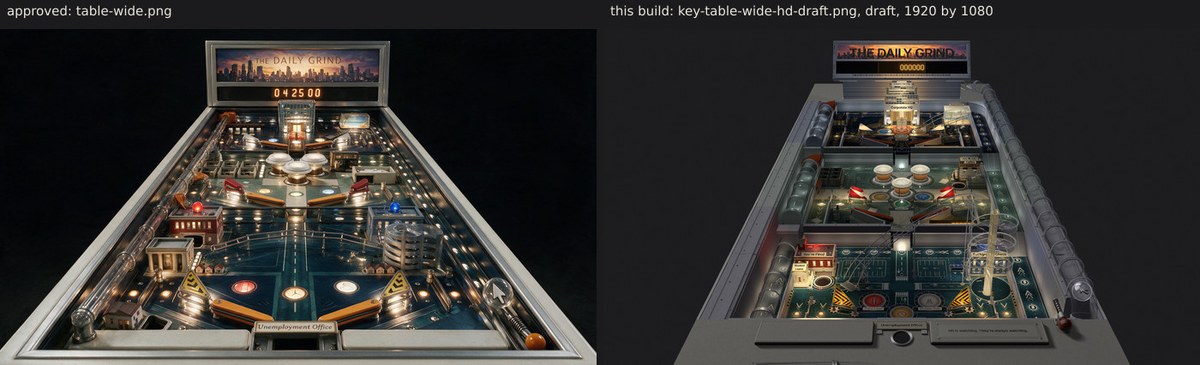 approved: table-wide.png
this build: key-table-wide-hd-draft.png, draft, 1920 by 1080
THE DAILY GRIND
042500
Unemployment Office
THE DAILY GRIND
000000